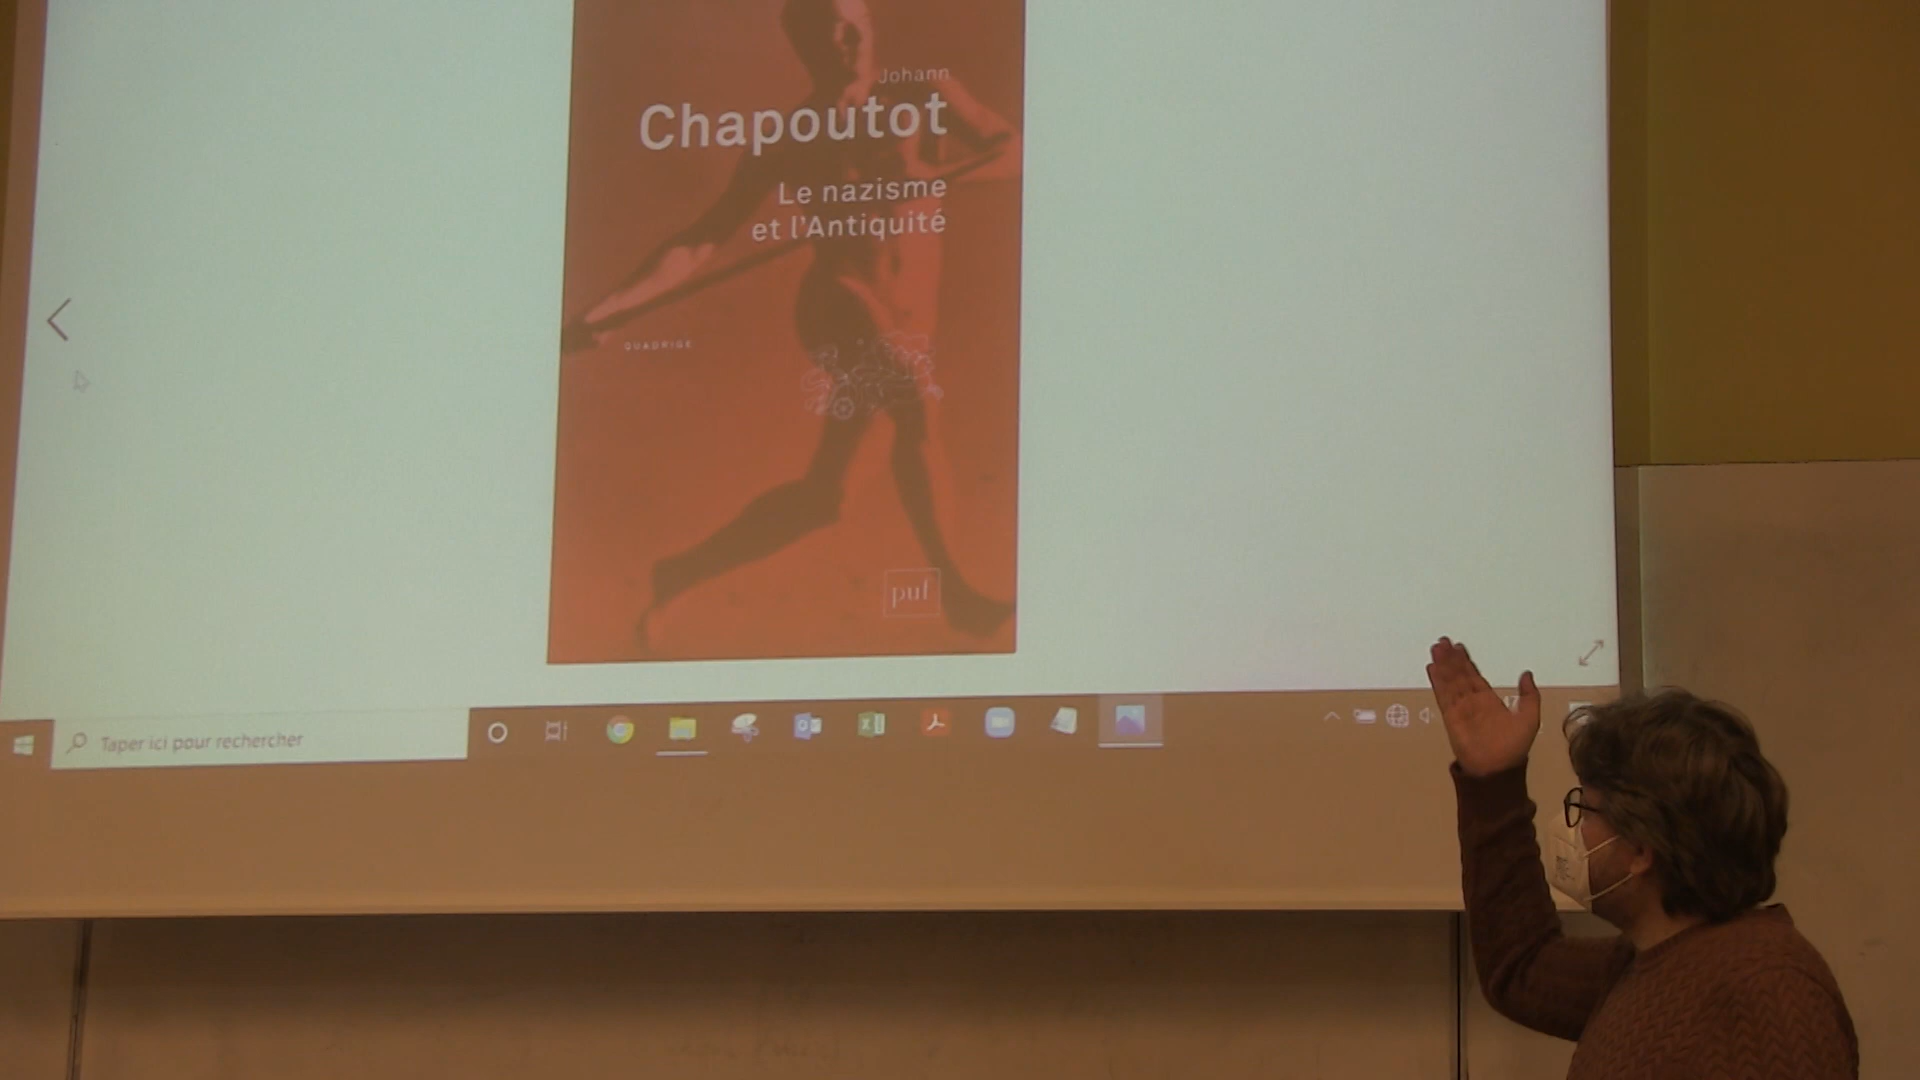 Johann
Chapoutot
Le nazisme
et l'Antiquité
QUADRIGE
puf
Taper ici pour rechercher